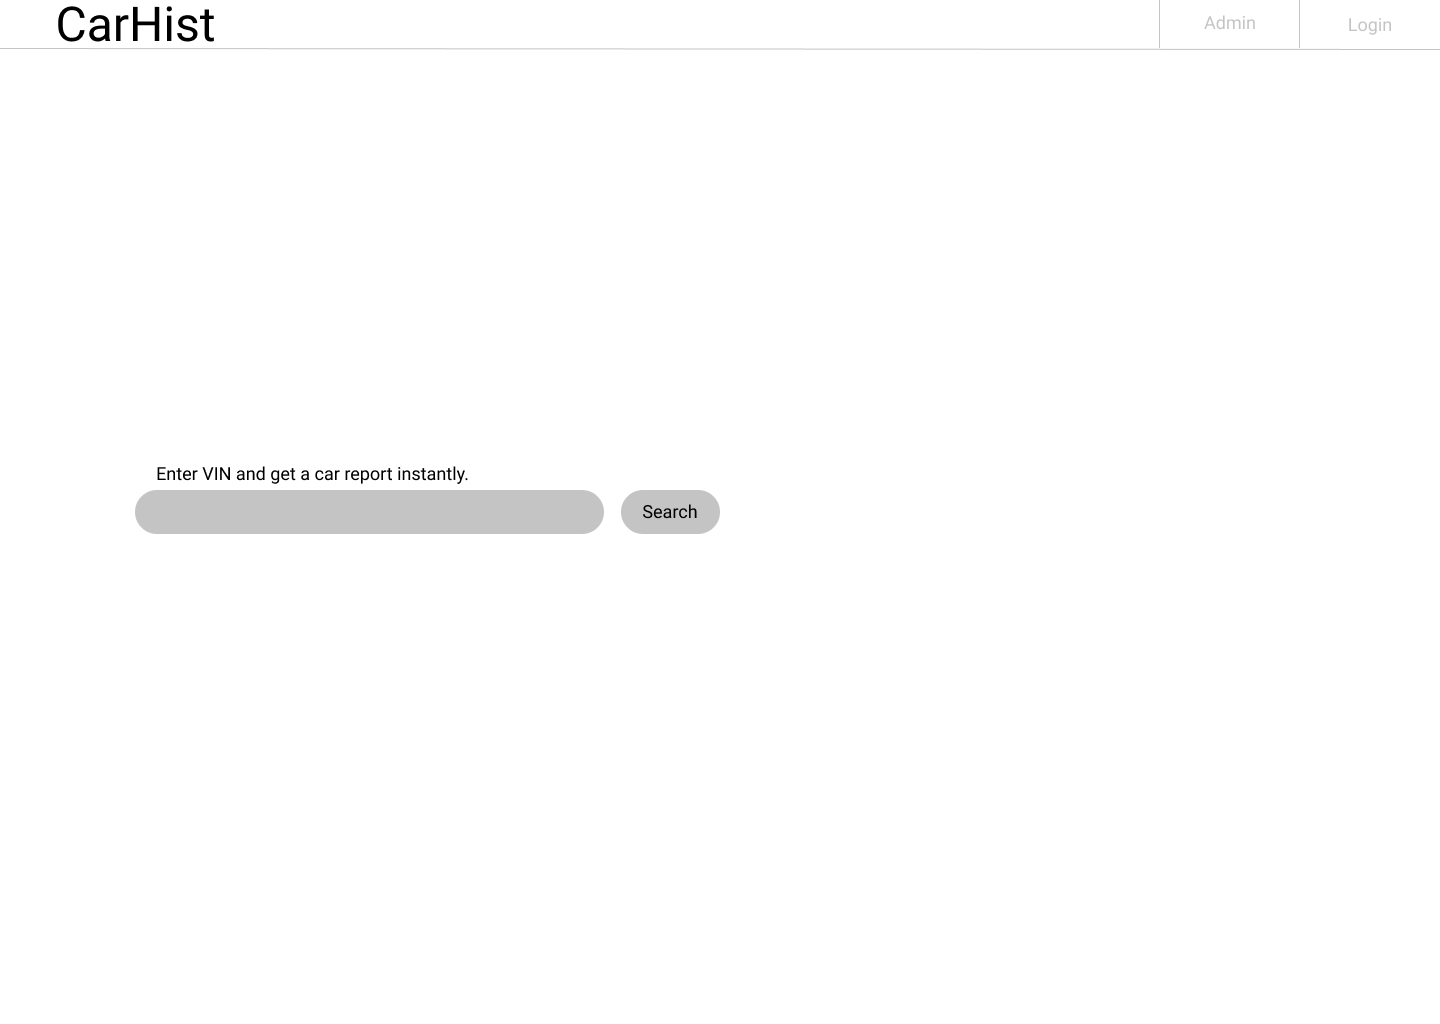 CarHist
Admin
Login
Enter VIN and get a car report instantly.
Search